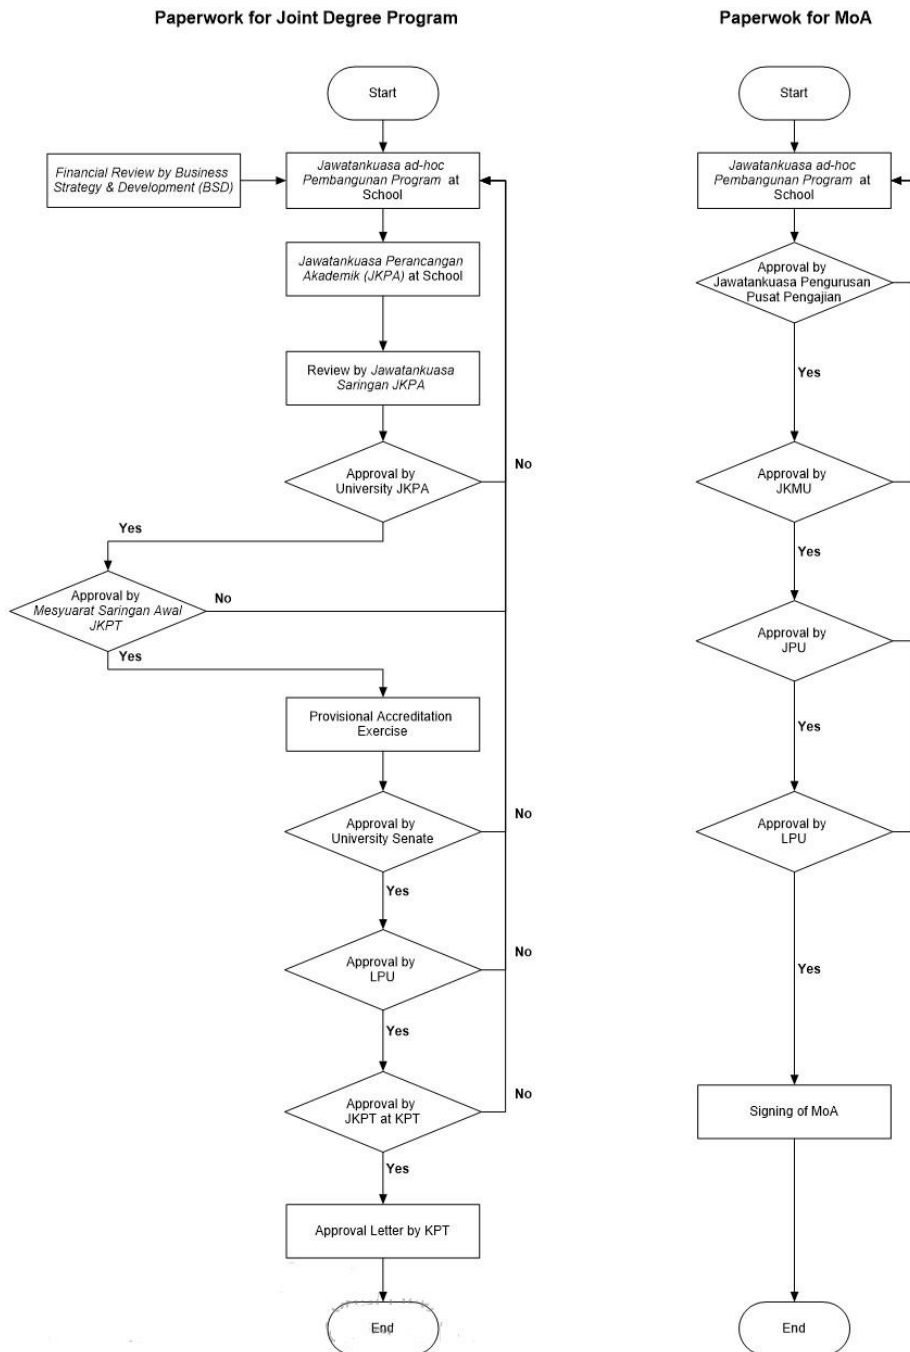 Paperwork for Joint Degree Program
Start
Financial Review by Business
Strategy & Development (BSD)
Jawatankuasa ad-hoc
Pembangunan Program at
School
Jawatankuasa Perancangan
Akademik (JKPA) at School
Review by Jawatankuasa
Saringan JKPA
Approval by
University JKPA
No
Yes
Approval by
Mesyuarat Saringan Awal
JKPT
No
Yes
Provisional Accreditation
Exercise
Approval by
University Senate
No
Yes
Approval by
LPU
No
Yes
Approval by
JKPT at KPT
No
Yes
Approval Letter by KPT
End
Paperwok for MoA
Start
Jawatankuasa ad-hoc
Pembangunan Program at
School
Approval by
Jawatankuasa Pengurusan
Pusat Pengajian
Yes
Approval by
JKMU
Yes
Approval by
JPU
Yes
Approval by
LPU
Yes
Signing of MoA
End